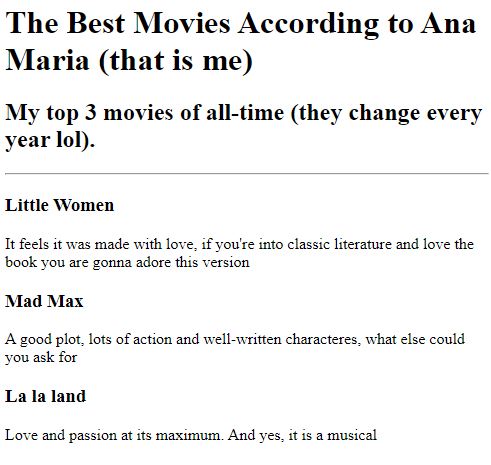 The Best Movies According to Ana
Maria (that is me)
My top 3 movies of all-time (they change every
year lol).
Little Women
It feels it was made with love, if you're into classic literature and love the
book you are gonna adore this version
Mad Max
A good plot, lots of action and well-written characteres, what else could
you ask for
La la land
Love and passion at its maximum. And yes, it is a musical